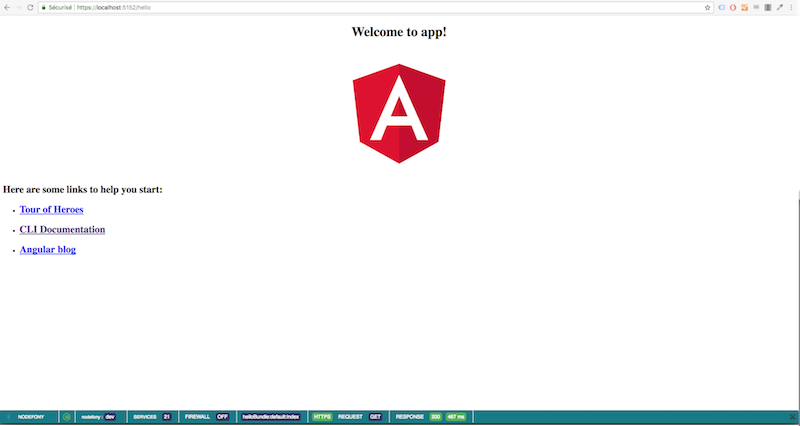 Sécurisé | https://localhost:5152/hello
Welcome to app!
A
Here are some links to help you start:
Tour of Heroes
CLI Documentation
Angular blog
NODEFONY nodefony : dev SERVICES 21 FIREWALL OFF helloBundle:default:index HTTPS REQUEST GET RESPONSE 200 467 ms